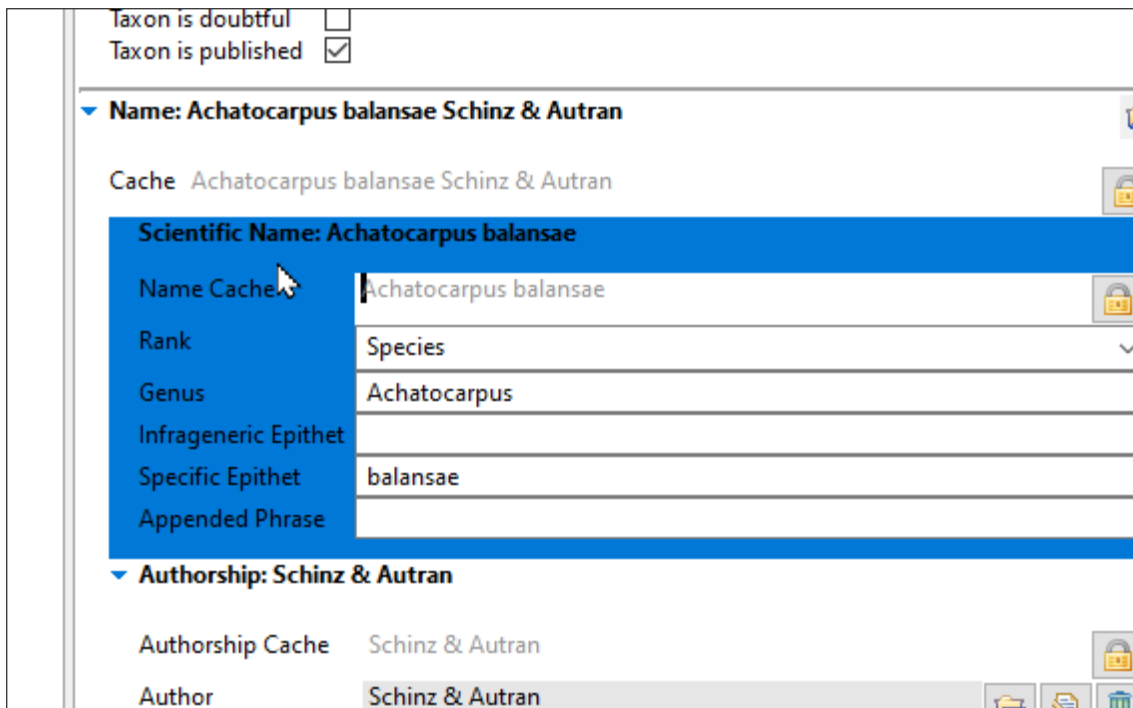 Taxon is doubtful
Taxon is published
Name: Achatocarpus balansae Schinz & Autran
Cache Achatocarpus balansae Schinz & Autran
Scientific Name: Achatocarpus balansae
Name Cache Achatocarpus balansae
Rank Species
Genus Achatocarpus
Infrageneric Epithet
Specific Epithet balansae
Appended Phrase
Authorship: Schinz & Autran
Authorship Cache Schinz & Autran
Author Schinz & Autran